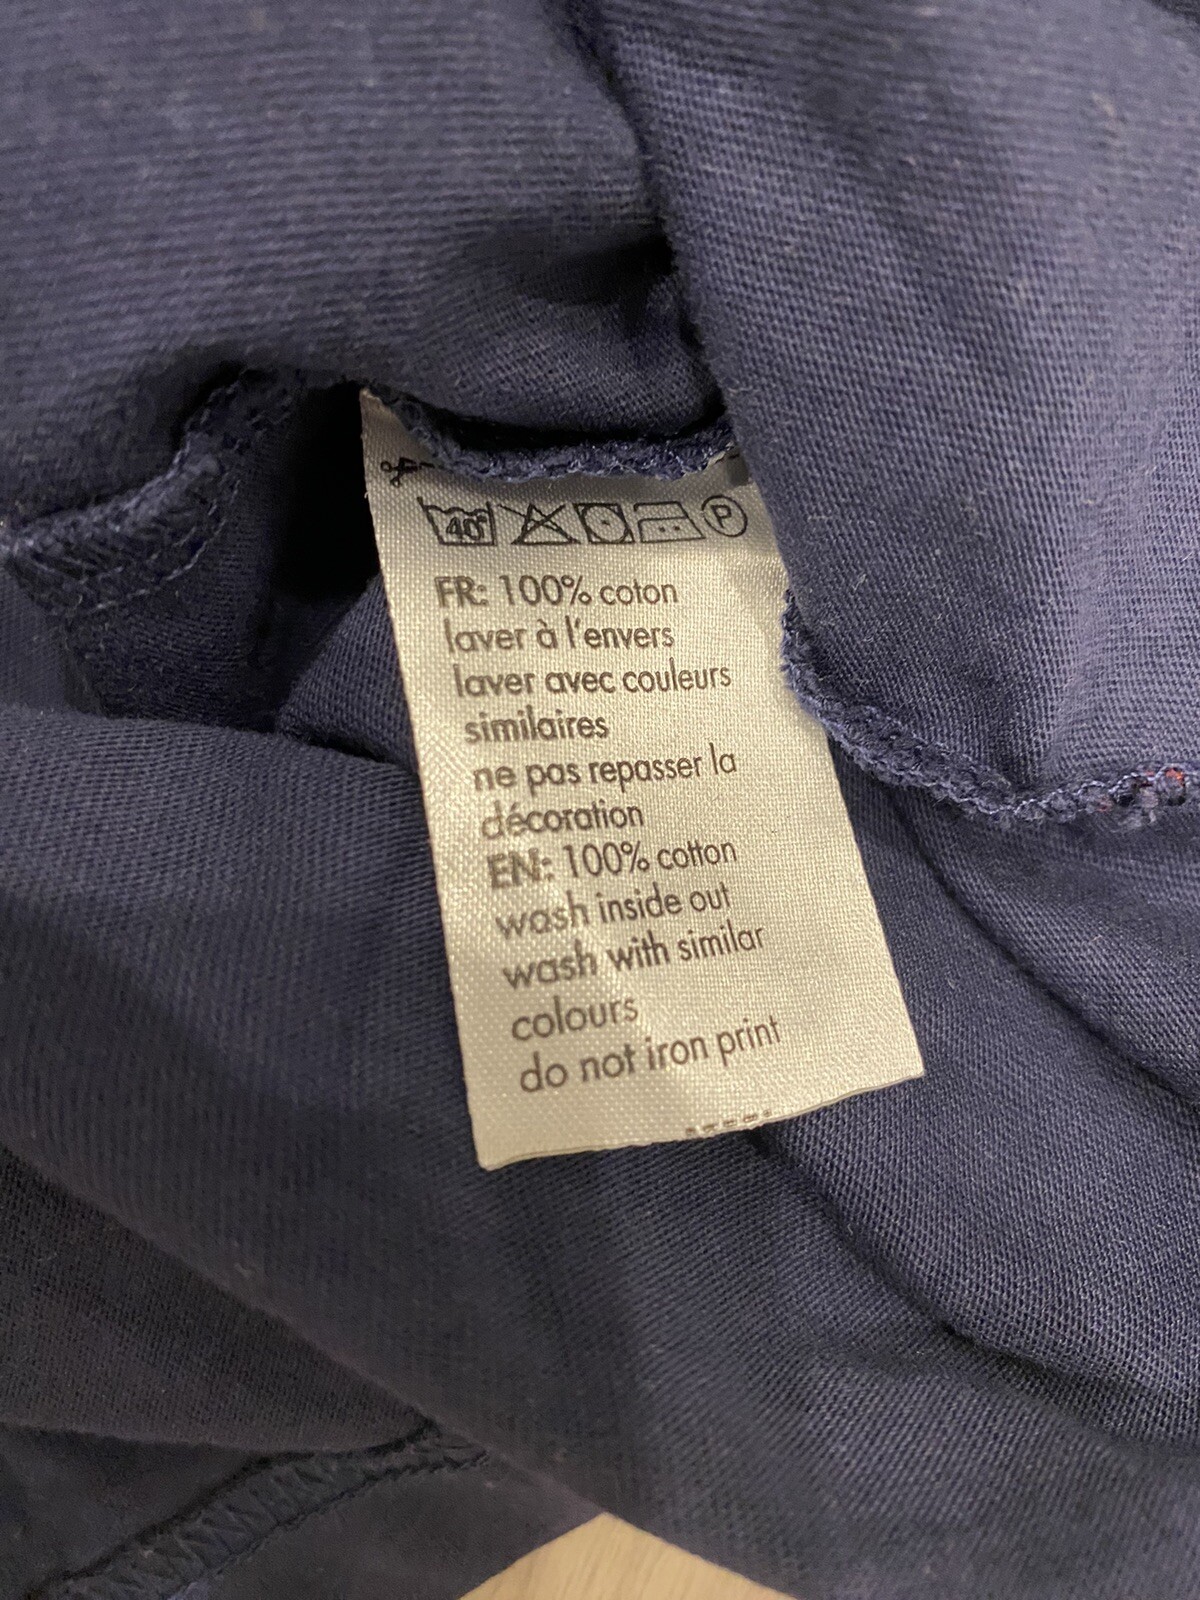 40°
P
FR: 100% coton
laver à l'envers
laver avec couleurs
similaires
ne pas repasser la
décoration
EN: 100% cotton
wash inside out
wash with similar
colours
do not iron print